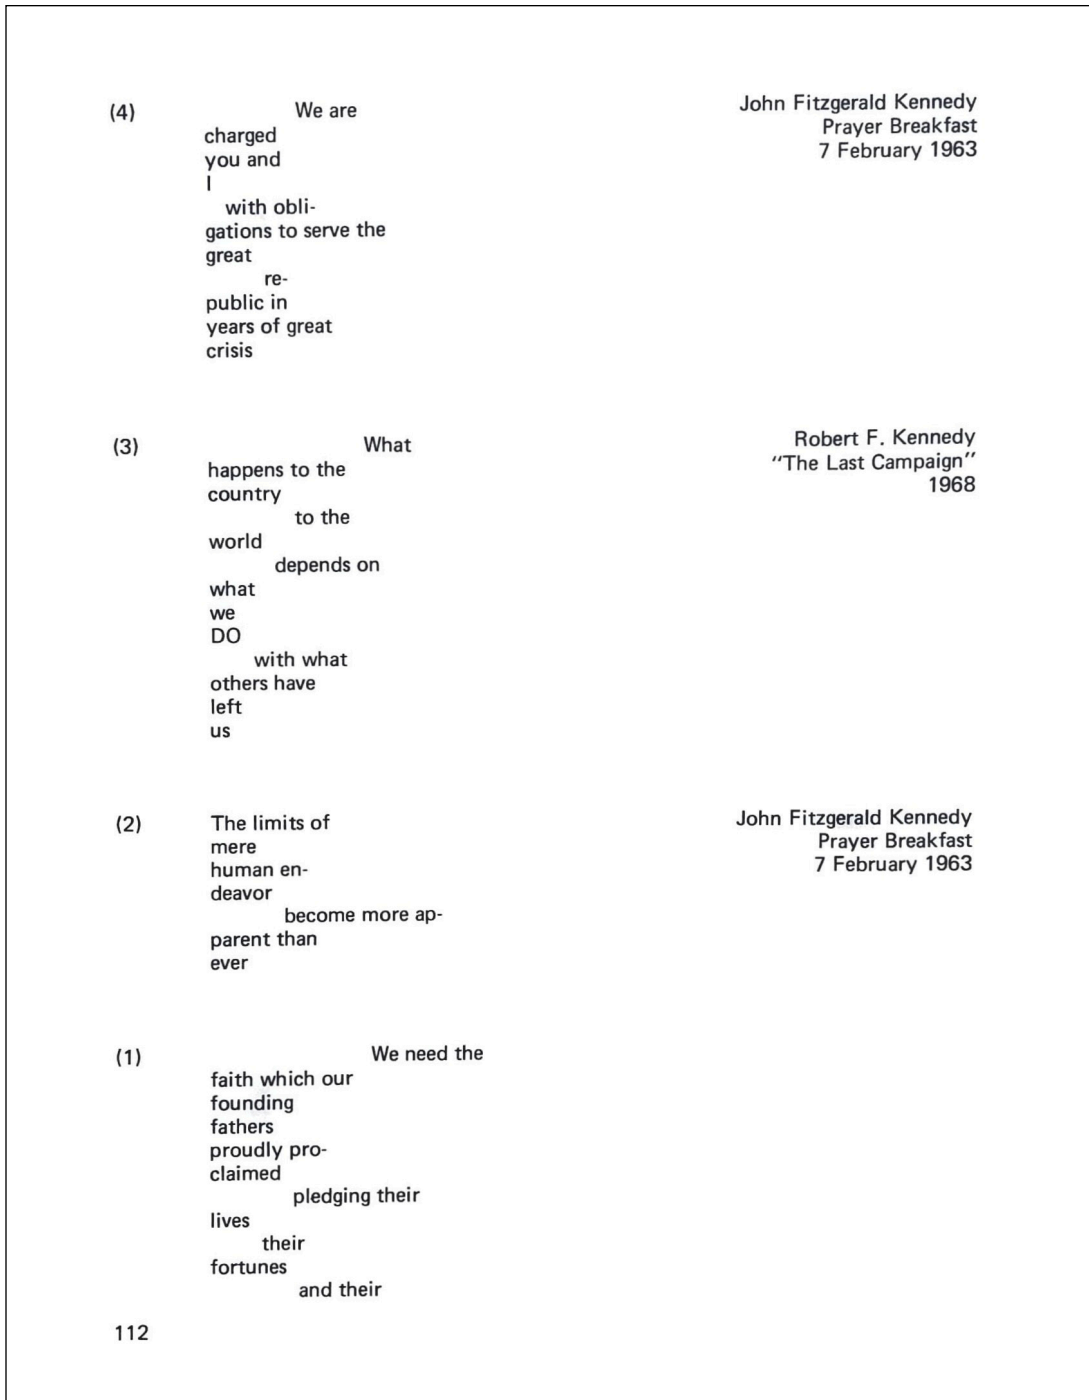 (4) We are
charged
you and
I
with obli-
gations to serve the
great
re-
public in
years of great
crisis
John Fitzgerald Kennedy
Prayer Breakfast
7 February 1963
(3) What
happens to the
country
to the
world
depends on
what
we
DO
with what
others have
left
us
Robert F. Kennedy
"The Last Campaign"
1968
(2) The limits of
mere
human en-
deavor
become more ap-
parent than
ever
John Fitzgerald Kennedy
Prayer Breakfast
7 February 1963
(1) We need the
faith which our
founding
fathers
proudly pro-
claimed
pledging their
lives
their
fortunes
and their
112